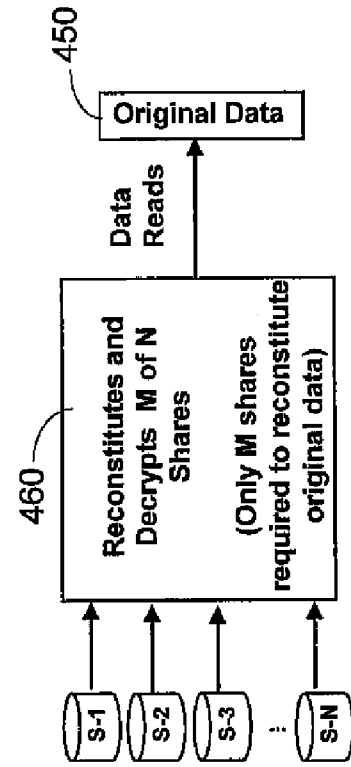 S-1
S-2
S-3
...
S-N
460
Reconstitutes and
Decrypts M of N
Shares
(Only M shares
required to reconstitute
original data)
Data
Reads
450
Original Data